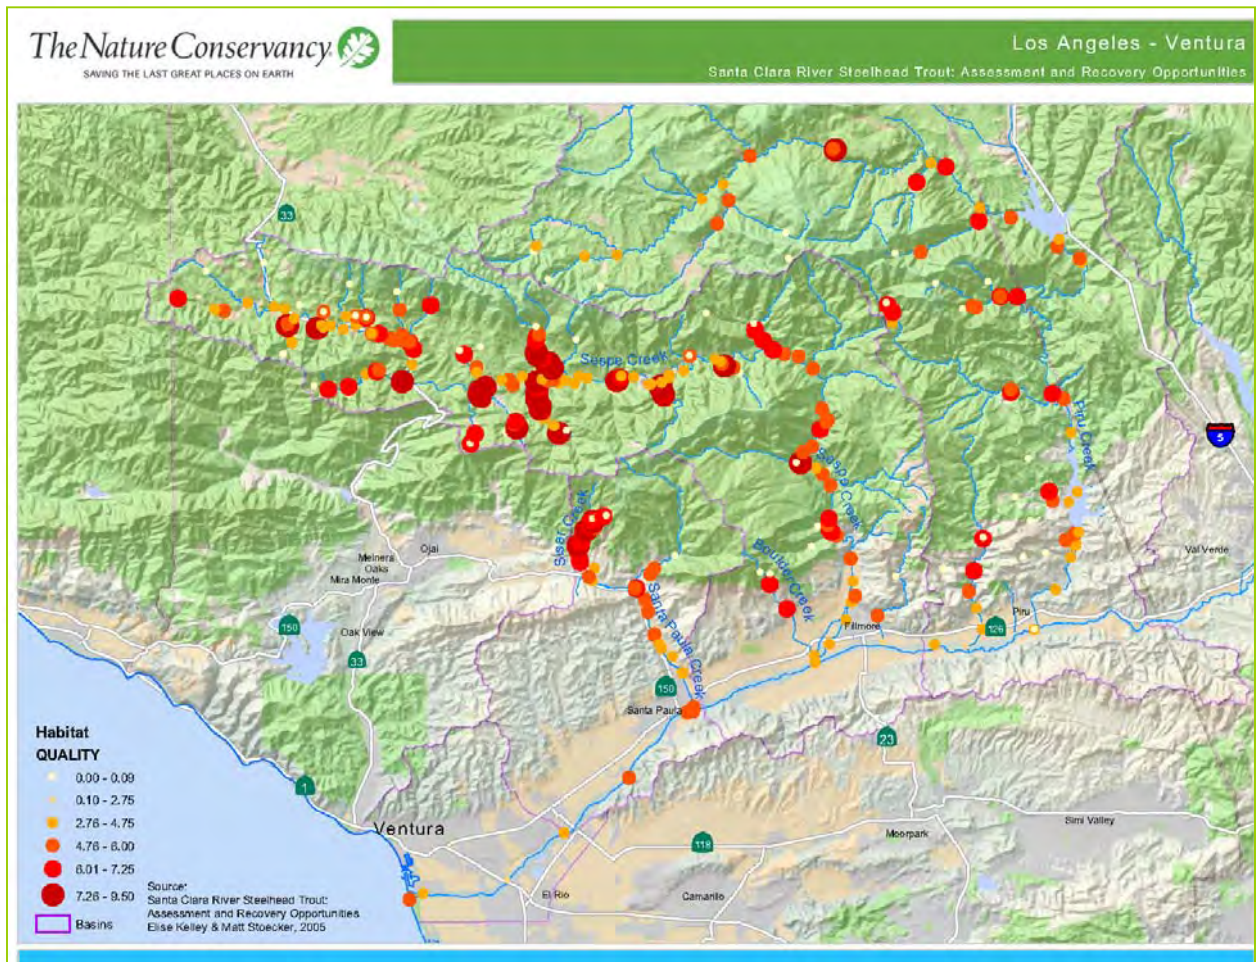 The Nature Conservancy
SAVING THE LAST GREAT PLACES ON EARTH
Los Angeles - Ventura
Santa Clara River Steelhead Trout: Assessment and Recovery Opportunities
33
Sespe Creek
5
Piru Creek
Sespe Creek
Sisar Creek
Boulder Creek
Santa Paula Creek
Ojai
Meiners
Oaks
Mira Monte
Val Verde
150
Oak View
33
Fillmore
Piru
126
150
Santa Paula
23
1
Ventura
118
Moorpark
Simi Valley
El Rio
Camarillo
Habitat
QUALITY
0.00 - 0.09
0.10 - 2.75
2.76 - 4.75
4.76 - 6.00
6.01 - 7.25
7.26 - 9.50
Basins
Source:
Santa Clara River Steelhead Trout:
Assessment and Recovery Opportunities
Elise Kelley & Matt Stoecker, 2005